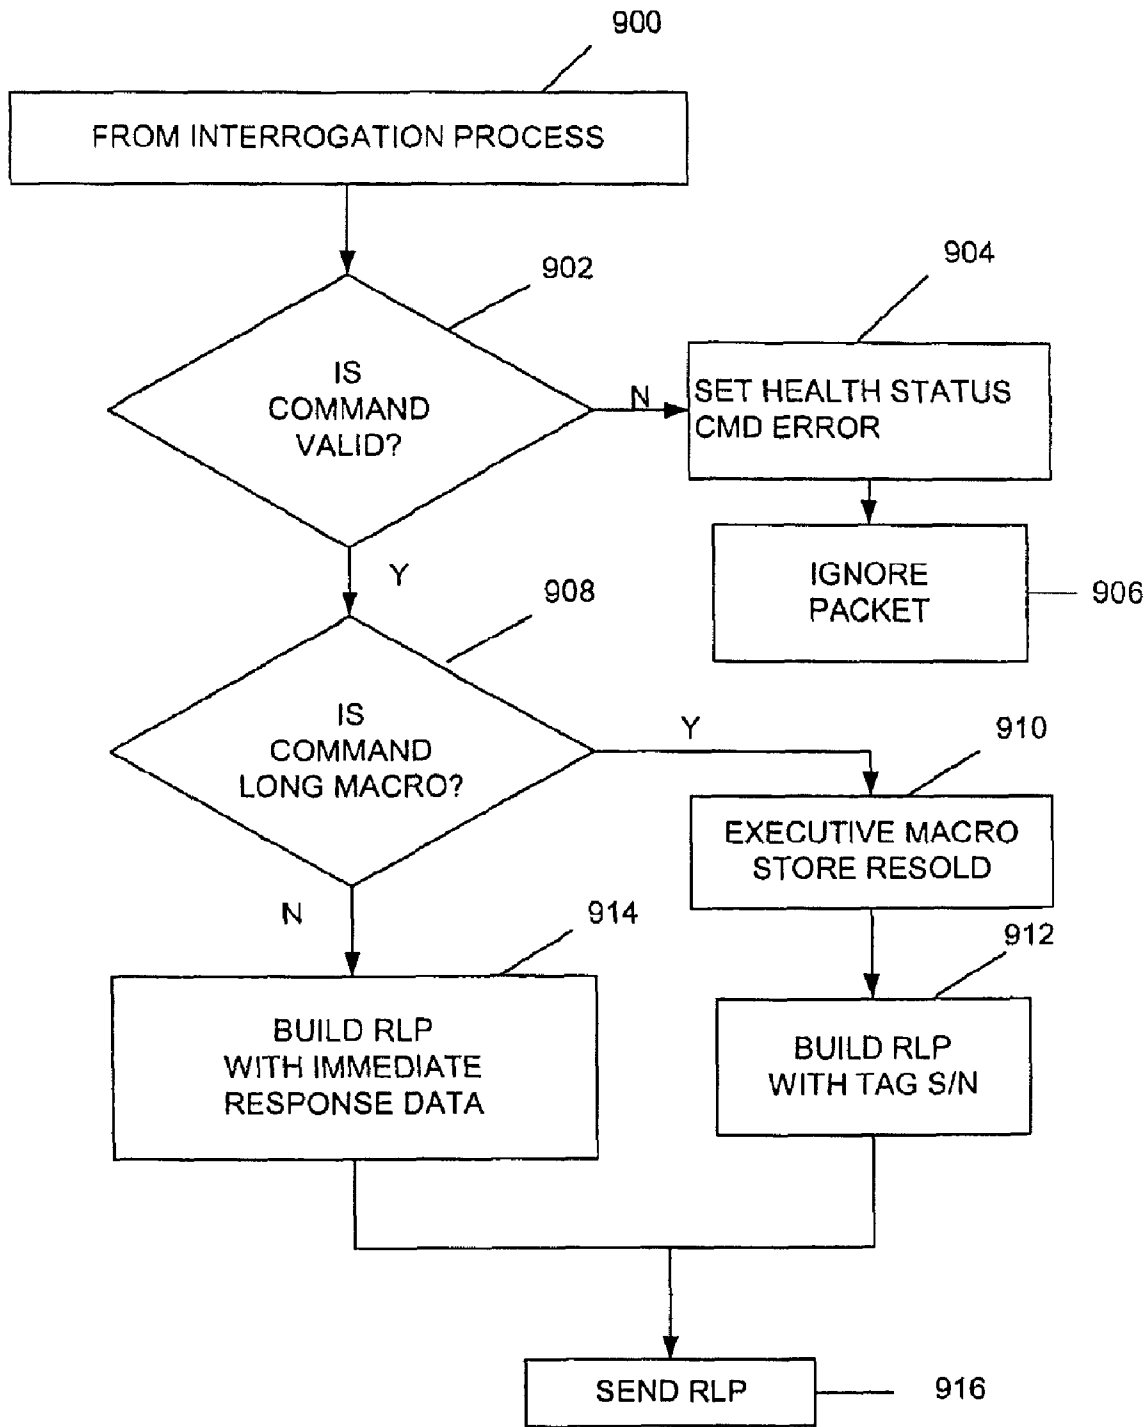 900
FROM INTERROGATION PROCESS
902
IS
COMMAND
VALID?
N
904
SET HEALTH STATUS
CMD ERROR
IGNORE
PACKET
906
Y
908
IS
COMMAND
LONG MACRO?
Y
910
EXECUTIVE MACRO
STORE RESOLD
N
914
BUILD RLP
WITH IMMEDIATE
RESPONSE DATA
912
BUILD RLP
WITH TAG S/N
SEND RLP
916